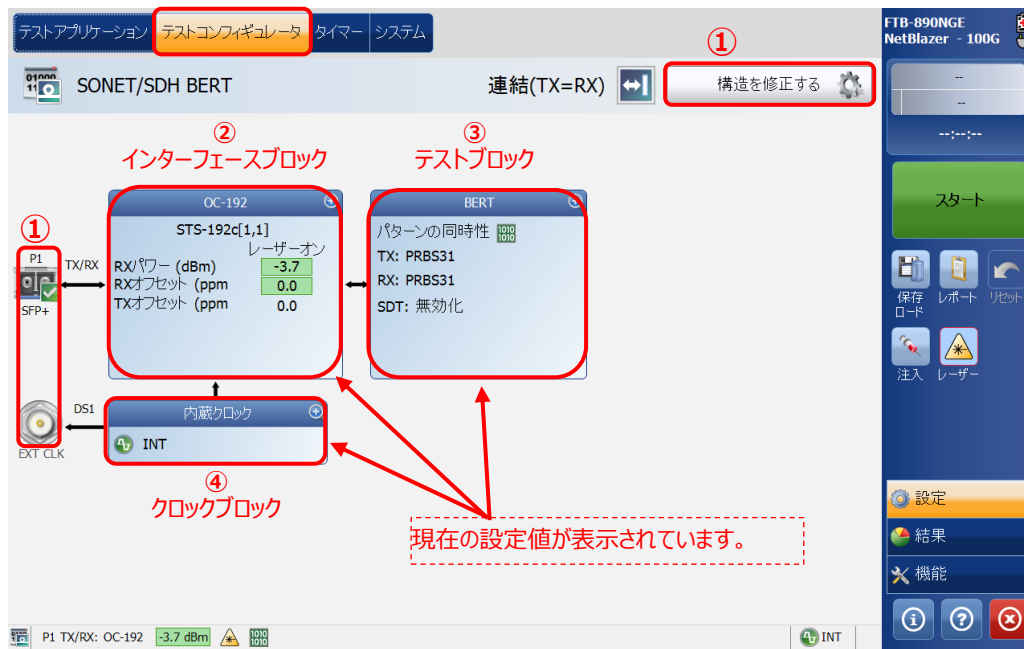 テストアプリケーション テストコンフィギュレータ タイマー システム
FTB-890NGE
NetBlazer - 100G
①
SONET/SDH BERT
連結(TX=RX)
構造を修正する
--
--
--:--:--
②
インターフェースブロック
③
テストブロック
①
P1
TX/RX
SFP+
OC-192
STS-192c[1,1]
レーザーオン
RXパワー (dBm) -3.7
RXオフセット (ppm 0.0
TXオフセット (ppm 0.0
BERT
パターンの同時性
TX: PRBS31
RX: PRBS31
SDT: 無効化
スタート
保存
ロード
レポート
リセット
注入
レーザー
DS1
EXT CLK
内蔵クロック
INT
④
クロックブロック
現在の設定値が表示されています。
設定
結果
機能
P1 TX/RX: OC-192 -3.7 dBm
INT